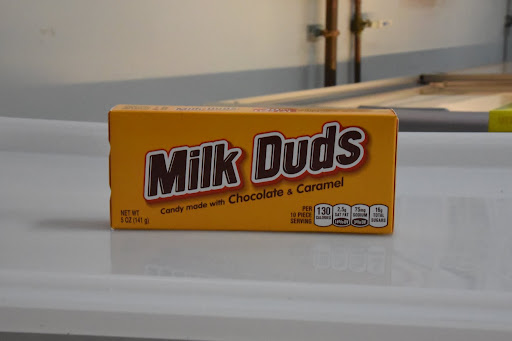 Milk Duds
Candy made with Chocolate & Caramel
NET WT
5 OZ (141 g)
PER
10 PIECE
SERVING
130
CALORIES
2.5g
SAT FAT
75mg
SODIUM
15g
TOTAL
SUGARS